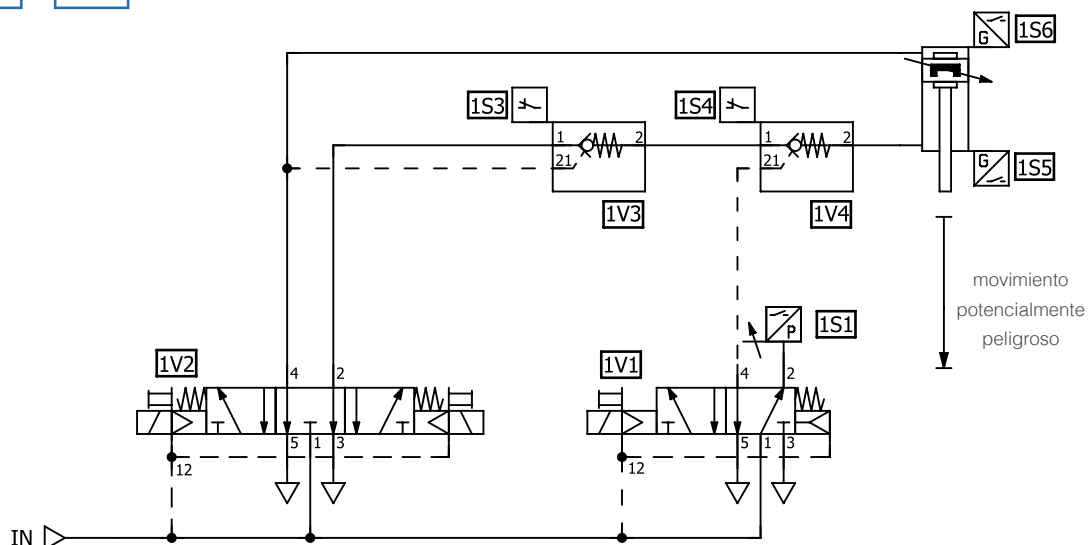 1S6
G
1S3
1S4
1
2
1
2
21
21
G
1S5
1V3
1V4
movimiento
potencialmente
peligroso
P
1S1
1V2
4
2
1V1
4
2
5
1
3
5
1
3
12
12
IN